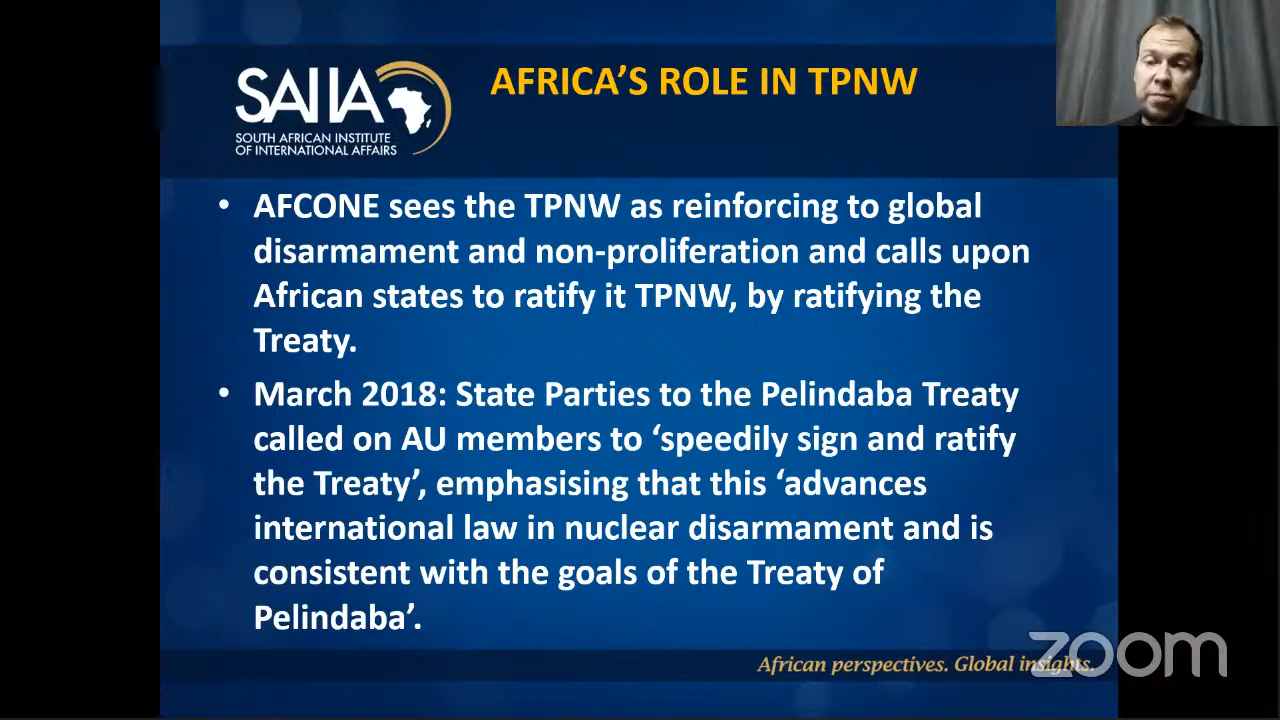 SAIIA
SOUTH AFRICAN INSTITUTE
OF INTERNATIONAL AFFAIRS
AFRICA’S ROLE IN TPNW
• AFCONE sees the TPNW as reinforcing to global
disarmament and non-proliferation and calls upon
African states to ratify it TPNW, by ratifying the
Treaty.
• March 2018: State Parties to the Pelindaba Treaty
called on AU members to ‘speedily sign and ratify
the Treaty’, emphasising that this ‘advances
international law in nuclear disarmament and is
consistent with the goals of the Treaty of
Pelindaba’.
African perspectives. Global insights.
zoom